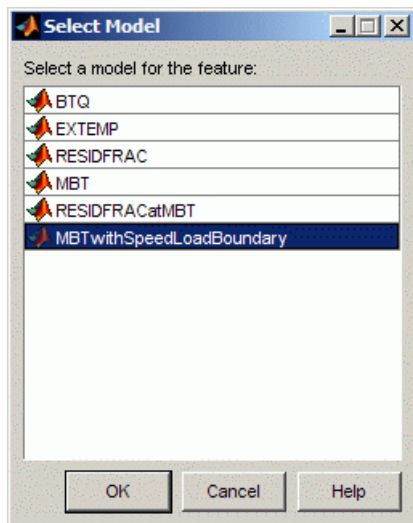 Select Model
Select a model for the feature:
BTQ
EXTEMP
RESIDFRAC
MBT
RESIDFRACatMBT
MBTwithSpeedLoadBoundary
OK Cancel Help